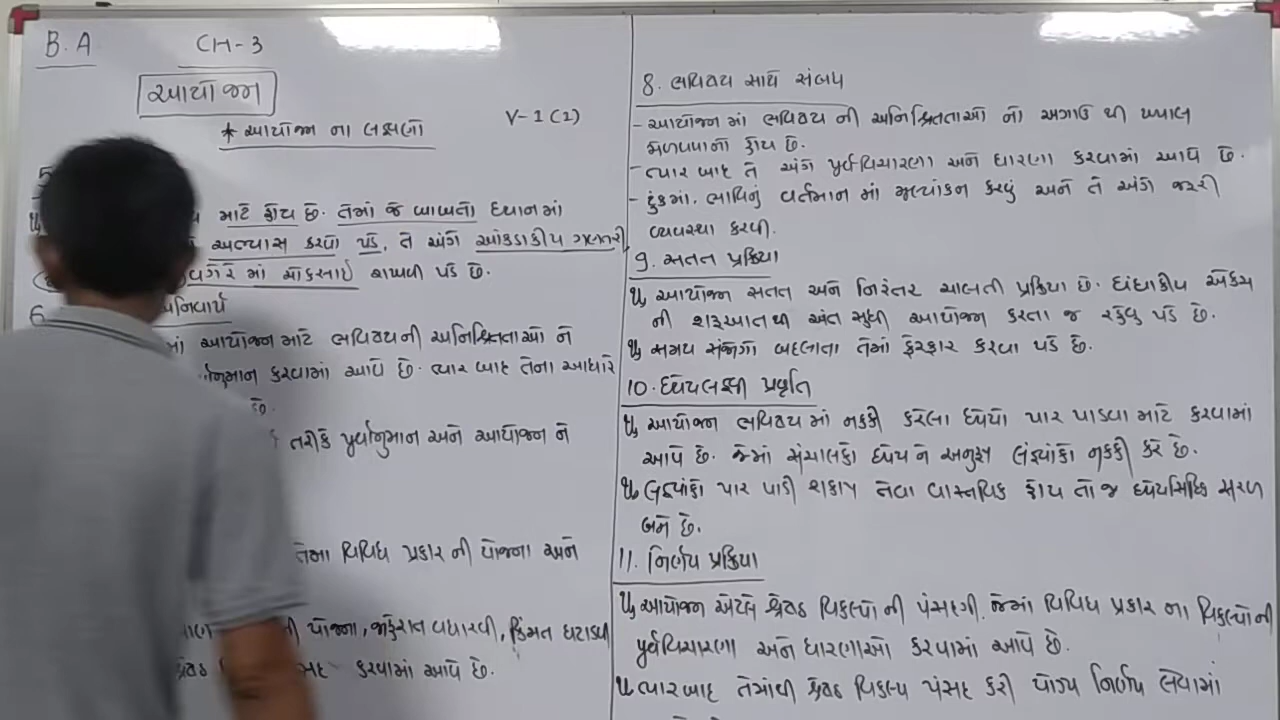 B.A.
CH-3
આયોજન
* આયોજન ના લક્ષણો
V-1(2)
5
માટે હોય છે. તેમાં જે બાબતો ધ્યાનમાં
અભ્યાસ કરવો પડે, તે અંગે આંકડાકીય ગણતરી
વગેરે માં ચોકસાઈ રાખવી પડે છે.
6
અનિવાર્ય
માં આયોજન માટે ભવિષ્યની અનિશ્ચિતતાઓ ને
અનુમાન કરવામાં આવે છે. ત્યાર બાદ તેના આધારે
છે.
તરીકે પૂર્વાનુમાન અને આયોજન ને
તેમા વિવિધ પ્રકાર ની યોજના અને
ની યોજના, જાહેરાત વધારવી, કિંમત ઘટાડવી
કરવામાં આવે છે.
8. ભવિષ્ય સાથે સંબંધ
- આયોજન માં ભવિષ્ય ની અનિશ્ચિતતાઓ નો અગાઉ થી ખ્યાલ
મેળવવાનો હોય છે.
- ત્યાર બાદ તે અંગે પૂર્વવિચારણા અને ધારણા કરવામાં આવે છે.
- ટુંકમાં, ભાવિનું વર્તમાન માં મૂલ્યાંકન કરવું અને તે અંગે જરૂરી
વ્યવસ્થા કરવી.
9. સતત પ્રક્રિયા
આયોજન સતત અને નિરંતર ચાલતી પ્રક્રિયા છે. ધંધાકીય એકમ
ની શરૂઆત થી અંત સુધી આયોજન કરતા જ રહેવુ પડે છે.
સમય સંજોગો બદલાતા તેમાં ફેરફાર કરવા પડે છે.
10. ધ્યેયલક્ષી પ્રવૃતિ
આયોજન ભવિષ્ય માં નક્કી કરેલા ધ્યેયો પાર પાડવા માટે કરવામાં
આવે છે. જેમાં સંચાલકો ધ્યેય ને અનુરૂપ લક્ષ્યાંકો નક્કી કરે છે.
લક્ષ્યાંકો પાર પાડી શકાય તેવા વાસ્તવિક હોય તો જ ધ્યેયસિદ્ધિ સરળ
બને છે.
11. નિર્ણય પ્રક્રિયા
આયોજન એટલે શ્રેષ્ઠ વિકલ્પો ની પંસદગી. જેમાં વિવિધ પ્રકાર ના વિકલ્પોની
પૂર્વવિચારણા અને ધારણાઓ કરવામાં આવે છે.
ત્યાર બાદ તેમાંથી શ્રેષ્ઠ વિકલ્પ પંસદ કરી યોગ્ય નિર્ણય લેવામાં